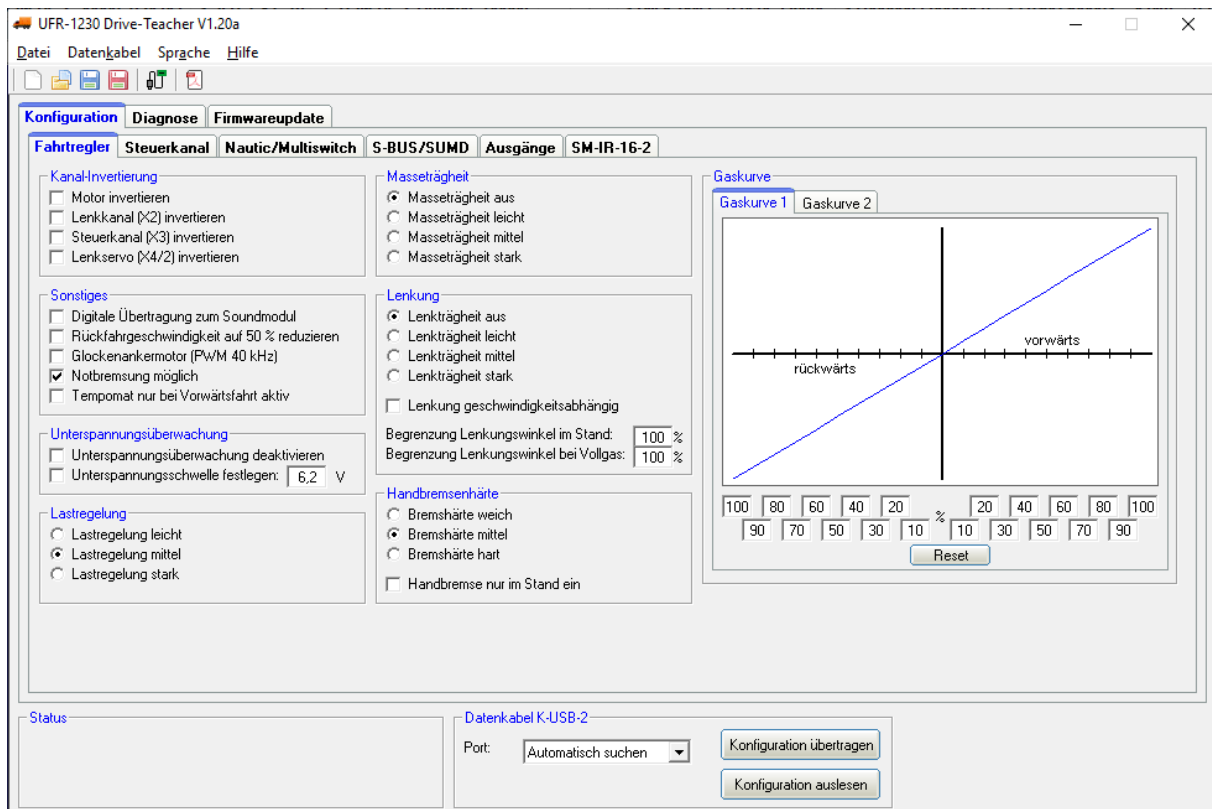 UFR-1230 Drive-Teacher V1.20a
Datei Datenkabel Sprache Hilfe
Konfiguration Diagnose Firmwareupdate
Fahrtregler Steuerkanal Nautic/Multiswitch S-BUS/SUMD Ausgänge SM-IR-16-2
Kanal-Invertierung
Motor invertieren
Lenkkanal (X2) invertieren
Steuerkanal (X3) invertieren
Lenkservo (X4/2) invertieren
Sonstiges
Digitale Übertragung zum Soundmodul
Rückfahrgeschwindigkeit auf 50 % reduzieren
Glockenankermotor (PWM 40 kHz)
Notbremsung möglich
Tempomat nur bei Vorwärtsfahrt aktiv
Unterspannungsüberwachung
Unterspannungsüberwachung deaktivieren
Unterspannungsschwelle festlegen: 6,2 V
Lastregelung
Lastregelung leicht
Lastregelung mittel
Lastregelung stark
Masseträgheit
Masseträgheit aus
Masseträgheit leicht
Masseträgheit mittel
Masseträgheit stark
Lenkung
Lenkträgheit aus
Lenkträgheit leicht
Lenkträgheit mittel
Lenkträgheit stark
Lenkung geschwindigkeitsabhängig
Begrenzung Lenkungswinkel im Stand: 100 %
Begrenzung Lenkungswinkel bei Vollgas: 100 %
Handbremsenhärte
Bremshärte weich
Bremshärte mittel
Bremshärte hart
Handbremse nur im Stand ein
Gaskurve
Gaskurve 1 Gaskurve 2
vorwärts
rückwärts
100 80 60 40 20 % 20 40 60 80 100
90 70 50 30 10 10 30 50 70 90
Reset
Status
Datenkabel K-USB-2
Port: Automatisch suchen
Konfiguration übertragen
Konfiguration auslesen